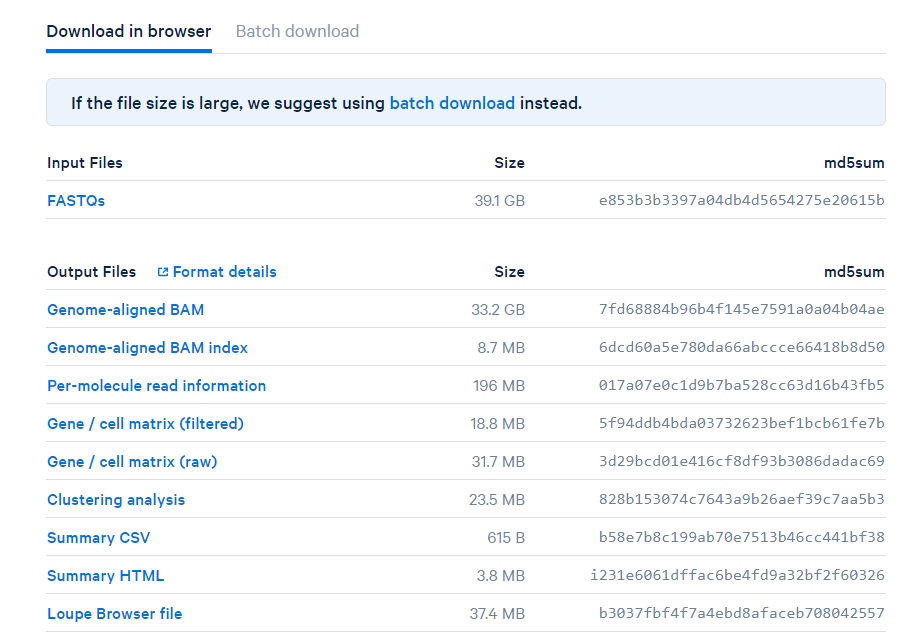 Download in browser Batch download
If the file size is large, we suggest using batch download instead.
Input Files Size md5sum
FASTQs 39.1 GB e853b3b3397a04db4d5654275e20615b
Output Files Format details Size md5sum
Genome-aligned BAM 33.2 GB 7fd68884b96b4f145e7591a0a04b04ae
Genome-aligned BAM index 8.7 MB 6dcd60a5e780da66abccce66418b8d50
Per-molecule read information 196 MB 017a07e0c1d9b7ba528cc63d16b43fb5
Gene / cell matrix (filtered) 18.8 MB 5f94ddb4bda03732623bef1bcb61fe7b
Gene / cell matrix (raw) 31.7 MB 3d29bcd01e416cf8df93b3086dadac69
Clustering analysis 23.5 MB 828b153074c7643a9b26aef39c7aa5b3
Summary CSV 615 B b58e7b8c199ab70e7513b46cc441bf38
Summary HTML 3.8 MB i231e6061dffac6be4fd9a32bf2f60326
Loupe Browser file 37.4 MB b3037fbf4f7a4ebd8afaceb708042557